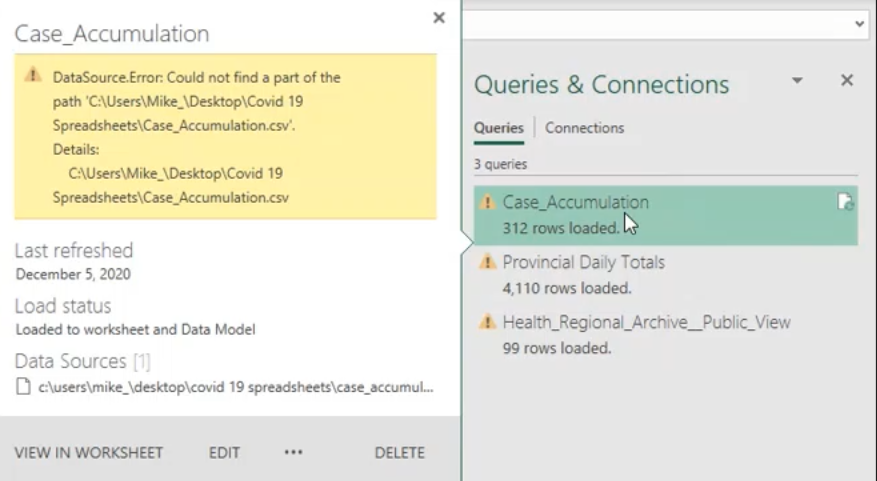 Case_Accumulation
DataSource.Error: Could not find a part of the
path 'C:\Users\Mike_\Desktop\Covid 19
Spreadsheets\Case_Accumulation.csv'.
Details:
C:\Users\Mike_\Desktop\Covid 19
Spreadsheets\Case_Accumulation.csv
Last refreshed
December 5, 2020
Load status
Loaded to worksheet and Data Model
Data Sources [1]
c:\users\mike_\desktop\covid 19 spreadsheets\case_accumul...
VIEW IN WORKSHEET EDIT ... DELETE
Queries & Connections
Queries Connections
3 queries
Case_Accumulation
312 rows loaded.
Provincial Daily Totals
4,110 rows loaded.
Health_Regional_Archive__Public_View
99 rows loaded.